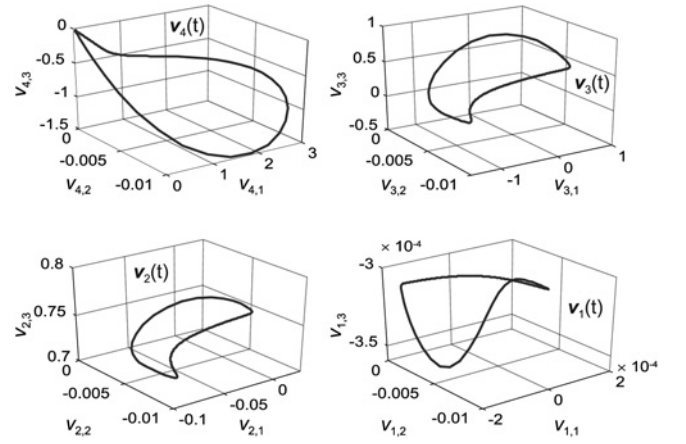 0
-0.5
-1
-1.5
v4,3
v4(t)
0
-0.005
-0.01
v4,2
0
1
2
3
v4,1
1
0.5
0
-0.5
v3,3
v3(t)
0
-0.005
-0.01
v3,2
-1
0
1
v3,1
0.8
0.75
0.7
v2,3
v2(t)
0
-0.005
-0.01
v2,2
-0.1
-0.05
0
v2,1
× 10-4
-3
-3.5
v1,3
v1(t)
0
-0.005
-0.01
v1,2
-2
0
2
× 10-4
v1,1